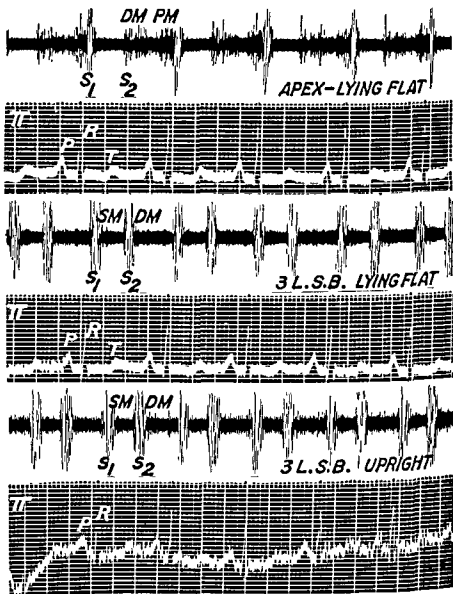 DM PM
S1 S2
APEX-LYING FLAT
II P R T
SM DM
S1 S2
3 L.S.B. LYING FLAT
II P R T
SM DM
S1 S2
3 L.S.B. UPRIGHT
II P R